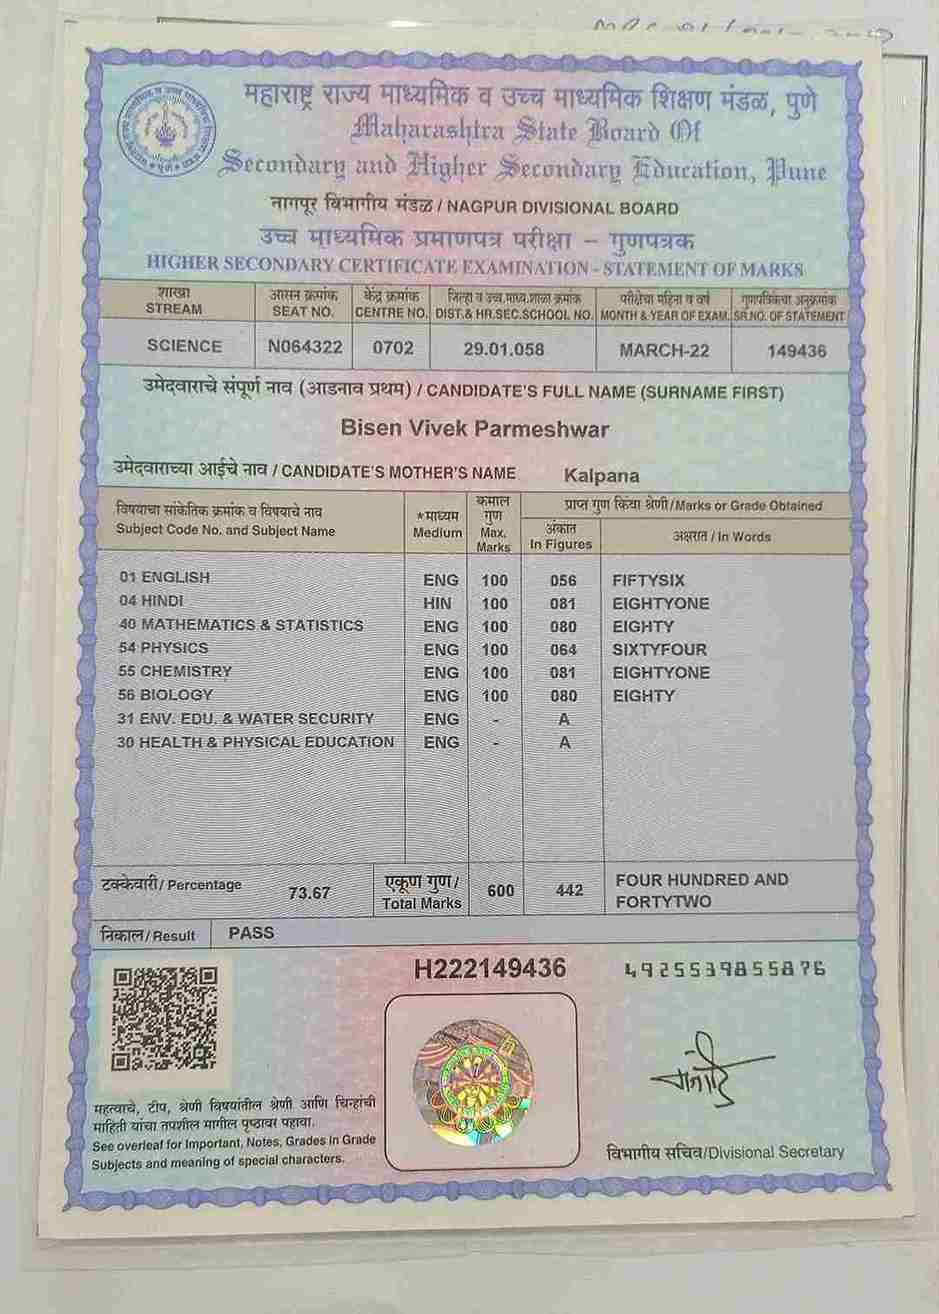 महाराष्ट्र राज्य माध्यमिक व उच्च माध्यमिक शिक्षण मंडळ, पुणे
Maharashtra State Board Of
Secondary and Higher Secondary Education, Pune
नागपूर विभागीय मंडळ / NAGPUR DIVISIONAL BOARD
उच्च माध्यमिक प्रमाणपत्र परीक्षा – गुणपत्रक
HIGHER SECONDARY CERTIFICATE EXAMINATION - STATEMENT OF MARKS
शाखा आसन क्रमांक केंद्र क्रमांक जिल्हा व उच्च.माध्य.शाळा क्रमांक परीक्षेचा महिना व वर्ष गुणपत्रिकेचा अनुक्रमांक
STREAM SEAT NO. CENTRE NO. DIST.& HR.SEC.SCHOOL NO. MONTH & YEAR OF EXAM. SR.NO. OF STATEMENT
SCIENCE N064322 0702 29.01.058 MARCH-22 149436
उमेदवाराचे संपूर्ण नाव (आडनाव प्रथम) / CANDIDATE'S FULL NAME (SURNAME FIRST)
Bisen Vivek Parmeshwar
उमेदवाराच्या आईचे नाव / CANDIDATE'S MOTHER'S NAME Kalpana
विषयाचा सांकेतिक क्रमांक व विषयाचे नाव
Subject Code No. and Subject Name
*माध्यम
Medium
कमाल
गुण
Max.
Marks
प्राप्त गुण किंवा श्रेणी/Marks or Grade Obtained
अंकात
In Figures
अक्षरात / In Words
01 ENGLISH ENG 100 056 FIFTYSIX
04 HINDI HIN 100 081 EIGHTYONE
40 MATHEMATICS & STATISTICS ENG 100 080 EIGHTY
54 PHYSICS ENG 100 064 SIXTYFOUR
55 CHEMISTRY ENG 100 081 EIGHTYONE
56 BIOLOGY ENG 100 080 EIGHTY
31 ENV. EDU. & WATER SECURITY ENG - A
30 HEALTH & PHYSICAL EDUCATION ENG - A
टक्केवारी/ Percentage 73.67
एकूण गुण/
Total Marks
600 442
FOUR HUNDRED AND
FORTYTWO
निकाल/ Result PASS
H222149436 4925539855876
महत्वाचे, टीप, श्रेणी विषयांतील श्रेणी आणि चिन्हांची
माहिती यांचा तपशील मागील पृष्ठावर पहावा.
See overleaf for Important, Notes, Grades in Grade
Subjects and meaning of special characters.
विभागीय सचिव/Divisional Secretary